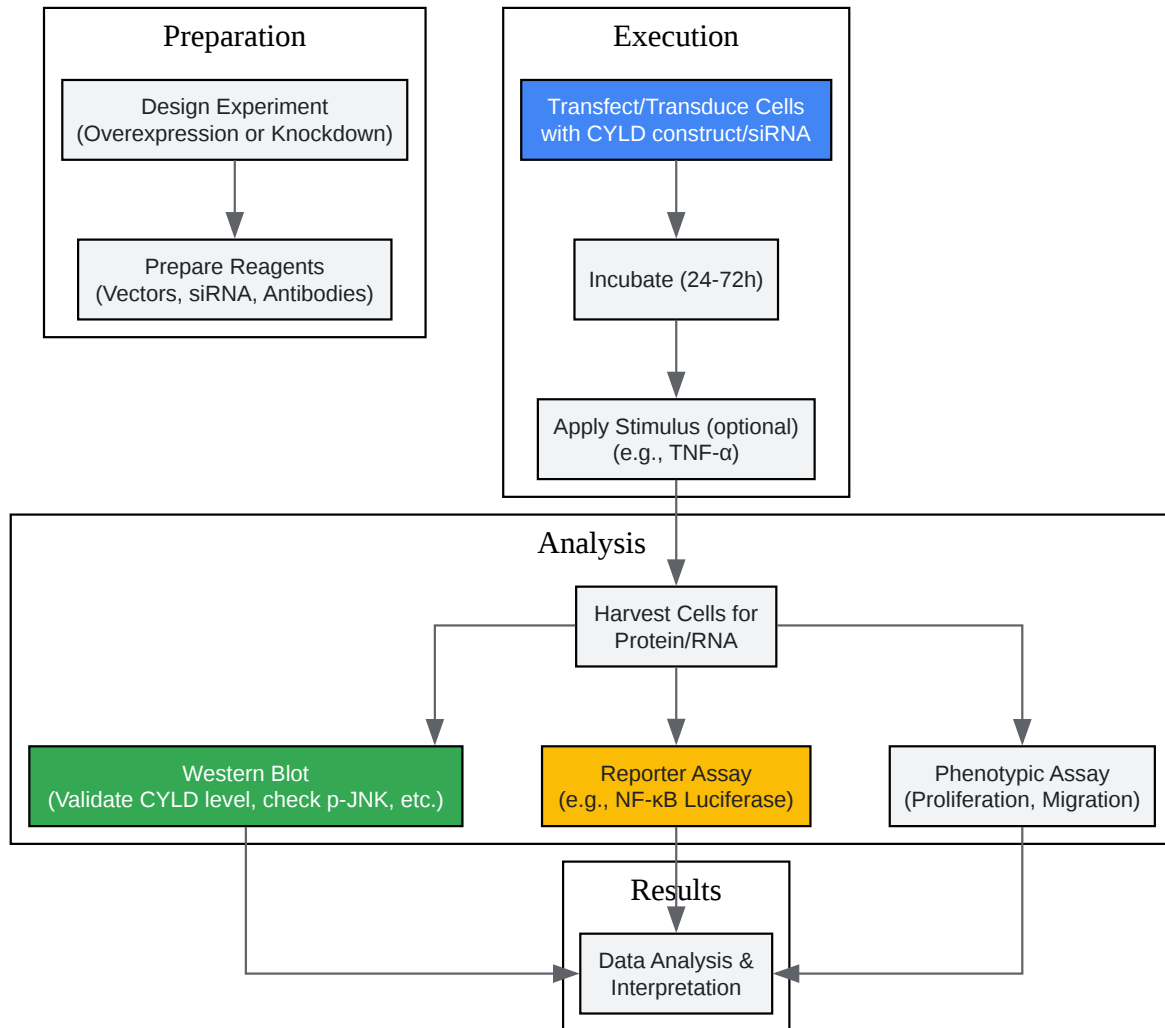 Preparation
Design Experiment
(Overexpression or Knockdown)
Prepare Reagents
(Vectors, siRNA, Antibodies)
Execution
Transfect/Transduce Cells
with CYLD construct/siRNA
Incubate (24-72h)
Apply Stimulus (optional)
(e.g., TNF-α)
Analysis
Harvest Cells for
Protein/RNA
Western Blot
(Validate CYLD level, check p-JNK, etc.)
Reporter Assay
(e.g., NF-κB Luciferase)
Phenotypic Assay
(Proliferation, Migration)
Results
Data Analysis &
Interpretation